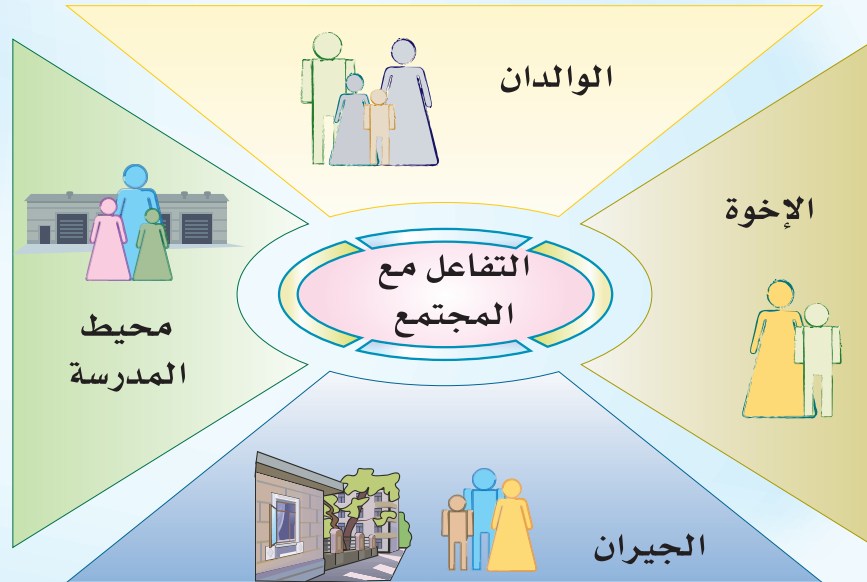 الوالدان
الإخوة
التفاعل مع
المجتمع
محيط
المدرسة
الجيران